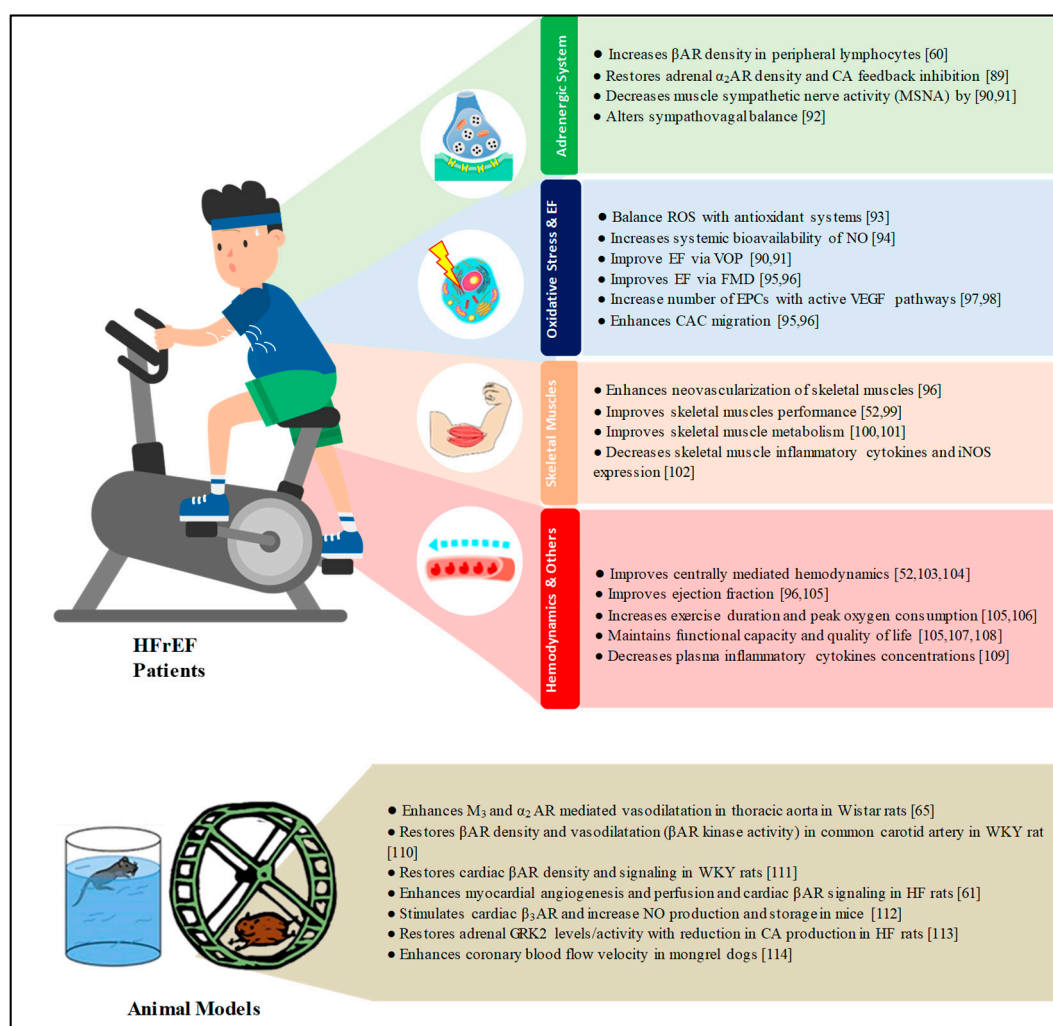 Adrenergic System
● Increases βAR density in peripheral lymphocytes [60]
● Restores adrenal α₂AR density and CA feedback inhibition [89]
● Decreases muscle sympathetic nerve activity (MSNA) by [90,91]
● Alters sympathovagal balance [92]
Oxidative Stress & EF
● Balance ROS with antioxidant systems [93]
● Increases systemic bioavailability of NO [94]
● Improve EF via VOP [90,91]
● Improves EF via FMD [95,96]
● Increase number of EPCs with active VEGF pathways [97,98]
● Enhances CAC migration [95,96]
Skeletal Muscles
● Enhances neovascularization of skeletal muscles [96]
● Improves skeletal muscles performance [52,99]
● Improves skeletal muscle metabolism [100,101]
● Decreases skeletal muscle inflammatory cytokines and iNOS
expression [102]
Hemodynamics & Others
● Improves centrally mediated hemodynamics [52,103,104]
● Improves ejection fraction [96,105]
● Increases exercise duration and peak oxygen consumption [105,106]
● Maintains functional capacity and quality of life [105,107,108]
● Decreases plasma inflammatory cytokines concentrations [109]
HFrEF
Patients
● Enhances M₃ and α₂ AR mediated vasodilatation in thoracic aorta in Wistar rats [65]
● Restores βAR density and vasodilatation (βAR kinase activity) in common carotid artery in WKY rat
[110]
● Restores cardiac βAR density and signaling in WKY rats [111]
● Enhances myocardial angiogenesis and perfusion and cardiac βAR signaling in HF rats [61]
● Stimulates cardiac β₃AR and increase NO production and storage in mice [112]
● Restores adrenal GRK2 levels/activity with reduction in CA production in HF rats [113]
● Enhances coronary blood flow velocity in mongrel dogs [114]
Animal Models